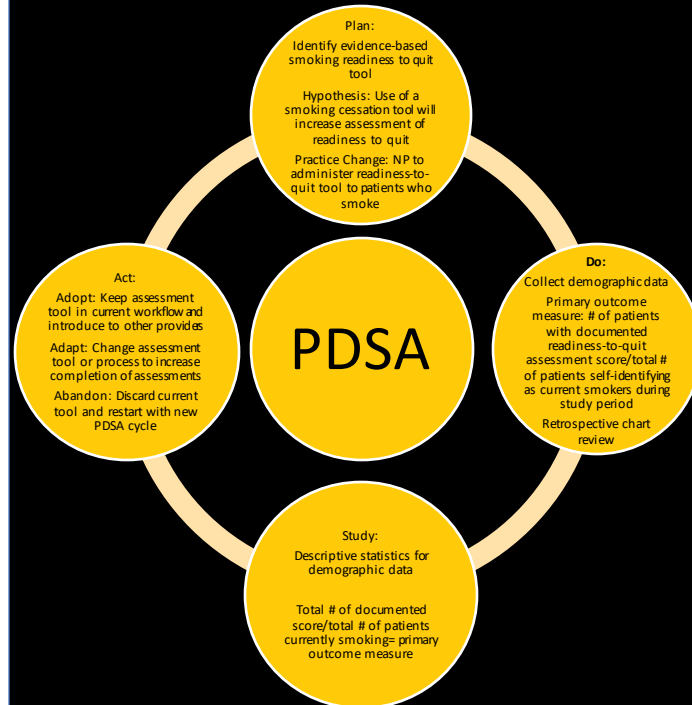 Plan:
Identify evidence-based
smoking readiness to quit
tool
Hypothesis: Use of a
smoking cessation tool will
increase assessment of
readiness to quit
Practice Change: NP to
administer readiness-to-
quit tool to patients who
smoke
Do:
Collect demographic data
Primary outcome
measure: # of patients
with documented
readiness-to-quit
assessment score/total #
of patients self-identifying
as current smokers during
study period
Retrospective chart
review
Study:
Descriptive statistics for
demographic data
Total # of documented
score/total # of patients
currently smoking= primary
outcome measure
Act:
Adopt: Keep assessment
tool in current workflow and
introduce to other providers
Adapt: Change assessment
tool or process to increase
completion of assessments
Abandon: Discard current
tool and restart with new
PDSA cycle
PDSA